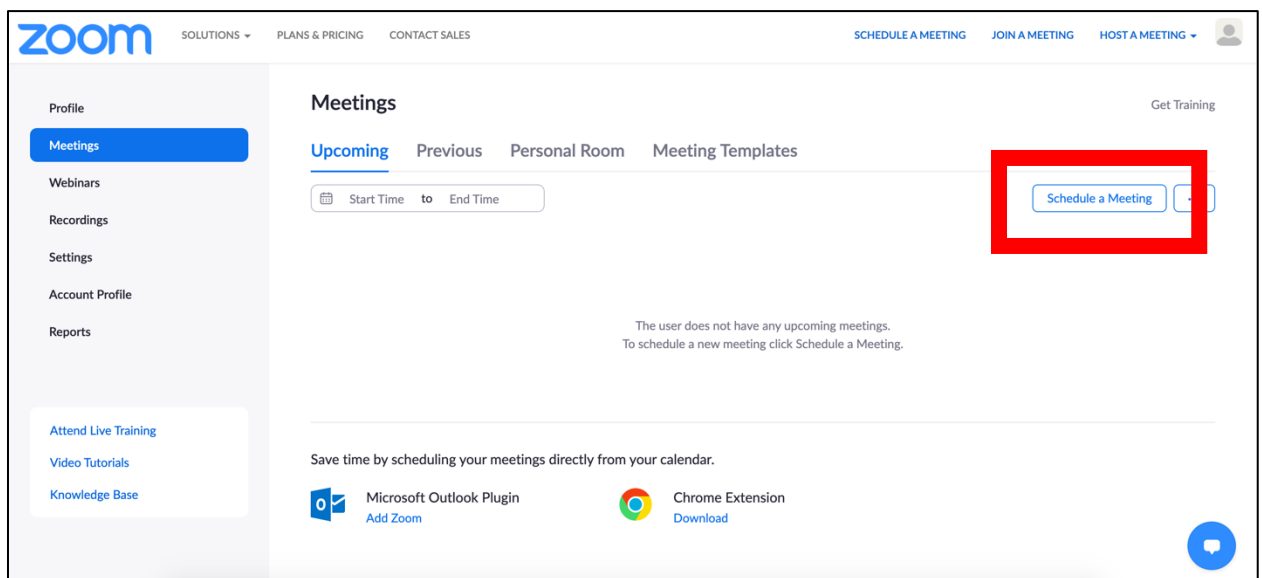 zoom SOLUTIONS PLANS & PRICING CONTACT SALES SCHEDULE A MEETING JOIN A MEETING HOST A MEETING
Profile
Meetings
Webinars
Recordings
Settings
Account Profile
Reports
Attend Live Training
Video Tutorials
Knowledge Base
Meetings
Get Training
Upcoming Previous Personal Room Meeting Templates
Start Time to End Time
Schedule a Meeting
The user does not have any upcoming meetings.
To schedule a new meeting click Schedule a Meeting.
Save time by scheduling your meetings directly from your calendar.
Microsoft Outlook Plugin
Add Zoom
Chrome Extension
Download